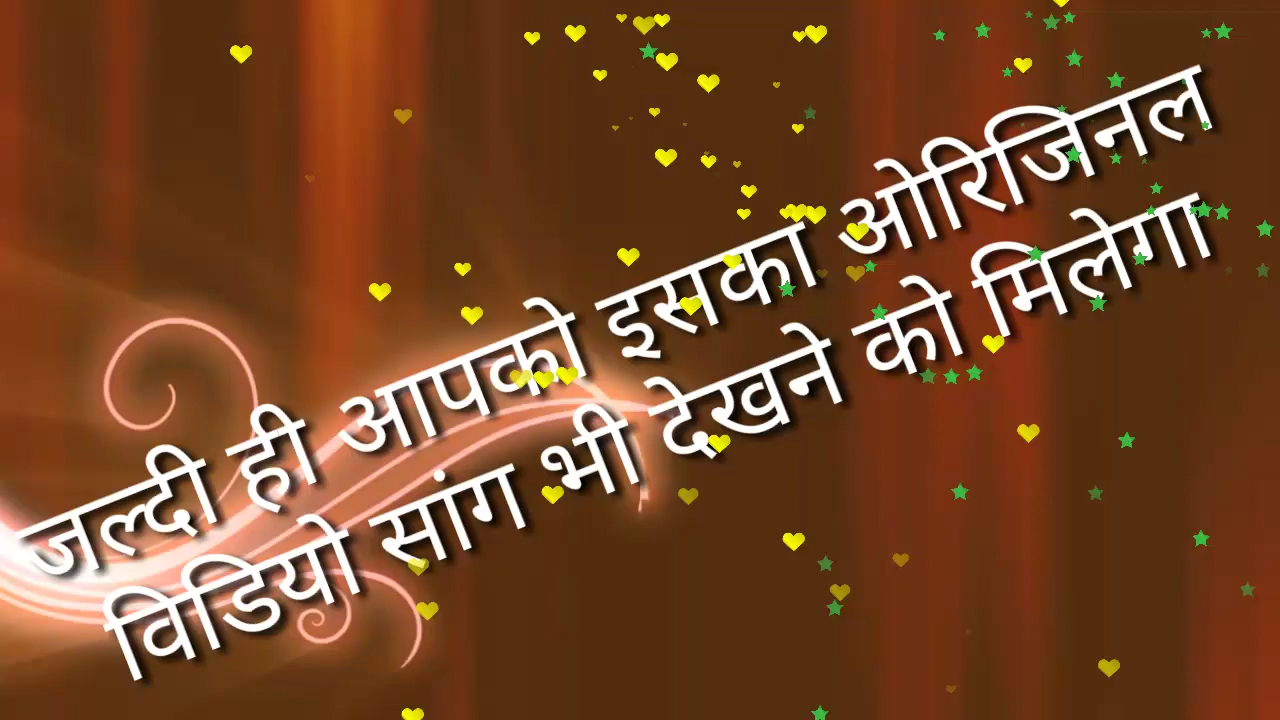 जल्दी ही आपको इसका ओरिजिनल
विडियो सांग भी देखने को मिलेगा